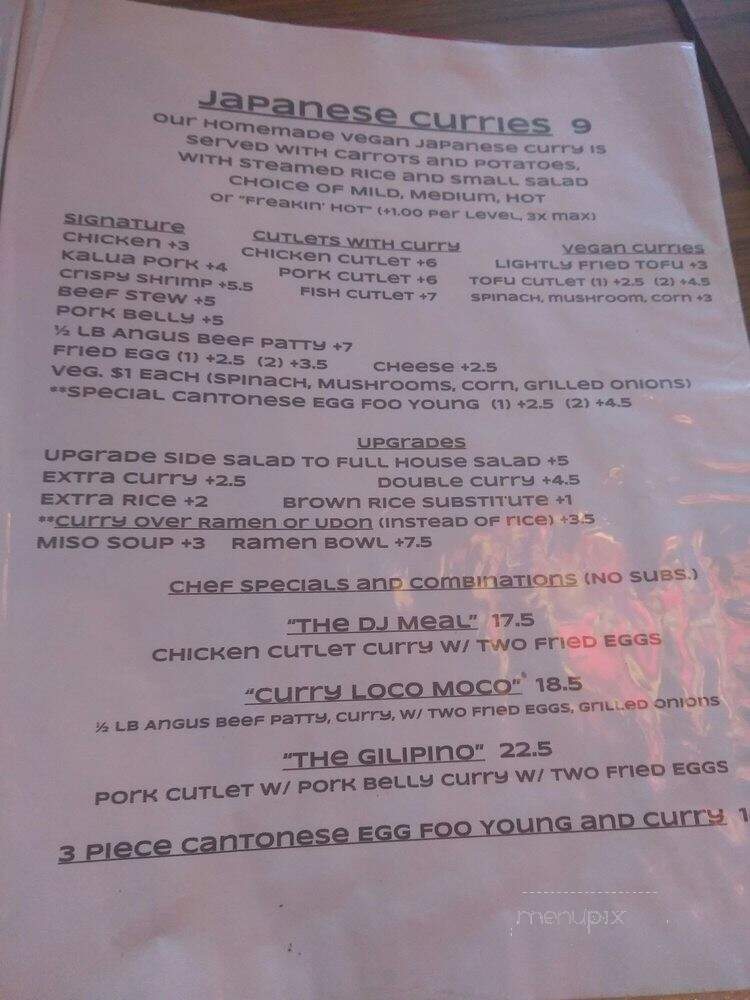 Japanese Curries 9
Our Homemade Vegan Japanese Curry is
served with carrots and potatoes,
with steamed rice and small salad
Choice of Mild, Medium, Hot
or "Freakin' Hot" (+1.00 per level, 3x max)
Signature
Chicken +3
Kalua Pork +4
Crispy Shrimp +5.5
Beef Stew +5
Pork Belly +5
½ lb Angus Beef Patty +7
Cutlets with Curry
Chicken Cutlet +6
Pork Cutlet +6
Fish Cutlet +7
Vegan Curries
Lightly Fried Tofu +3
Tofu Cutlet (1) +2.5 (2) +4.5
Spinach, Mushroom, Corn +3
Fried Egg (1) +2.5 (2) +3.5 Cheese +2.5
Veg. $1 Each (Spinach, Mushrooms, Corn, Grilled Onions)
**Special Cantonese Egg Foo Young (1) +2.5 (2) +4.5
Upgrades
Upgrade Side Salad to Full House Salad +5
Extra Curry +2.5 Double Curry +4.5
Extra Rice +2 Brown Rice Substitute +1
**Curry over Ramen or Udon (instead of rice) +3.5
Miso Soup +3 Ramen Bowl +7.5
Chef Specials and Combinations (No Subs.)
"The DJ Meal" 17.5
Chicken Cutlet Curry w/ Two Fried Eggs
"Curry Loco Moco" 18.5
½ lb Angus Beef Patty, Curry, w/ Two Fried Eggs, Grilled Onions
"The Gilipino" 22.5
Pork Cutlet w/ Pork Belly Curry w/ Two Fried Eggs
3 Piece Cantonese Egg Foo Young and Curry
menupix